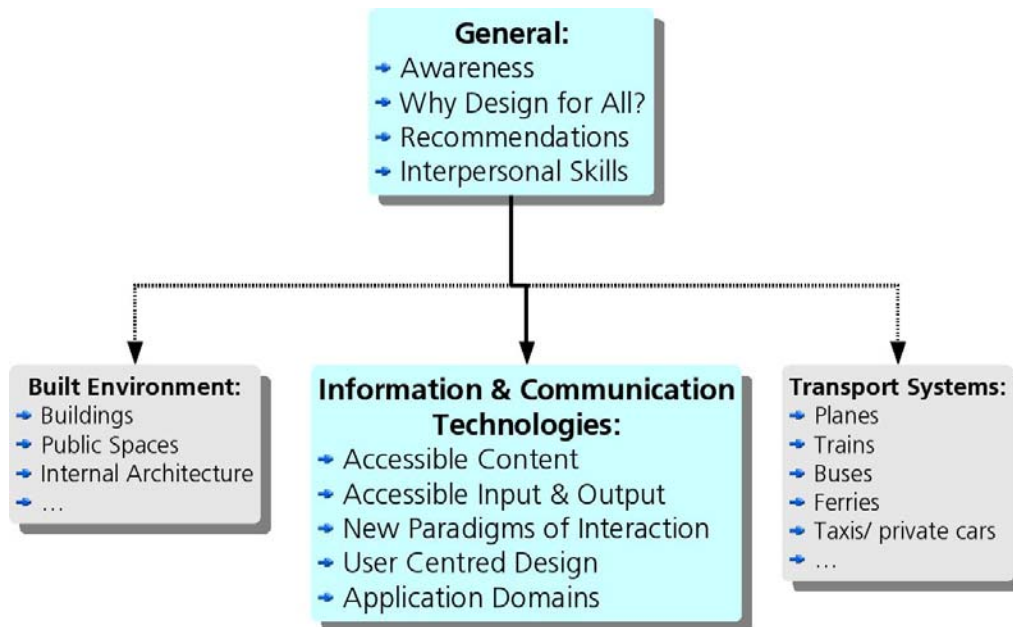 General:
Awareness
Why Design for All?
Recommendations
Interpersonal Skills
Built Environment:
Buildings
Public Spaces
Internal Architecture
...
Information & Communication
Technologies:
Accessible Content
Accessible Input & Output
New Paradigms of Interaction
User Centred Design
Application Domains
Transport Systems:
Planes
Trains
Buses
Ferries
Taxis/ private cars
...